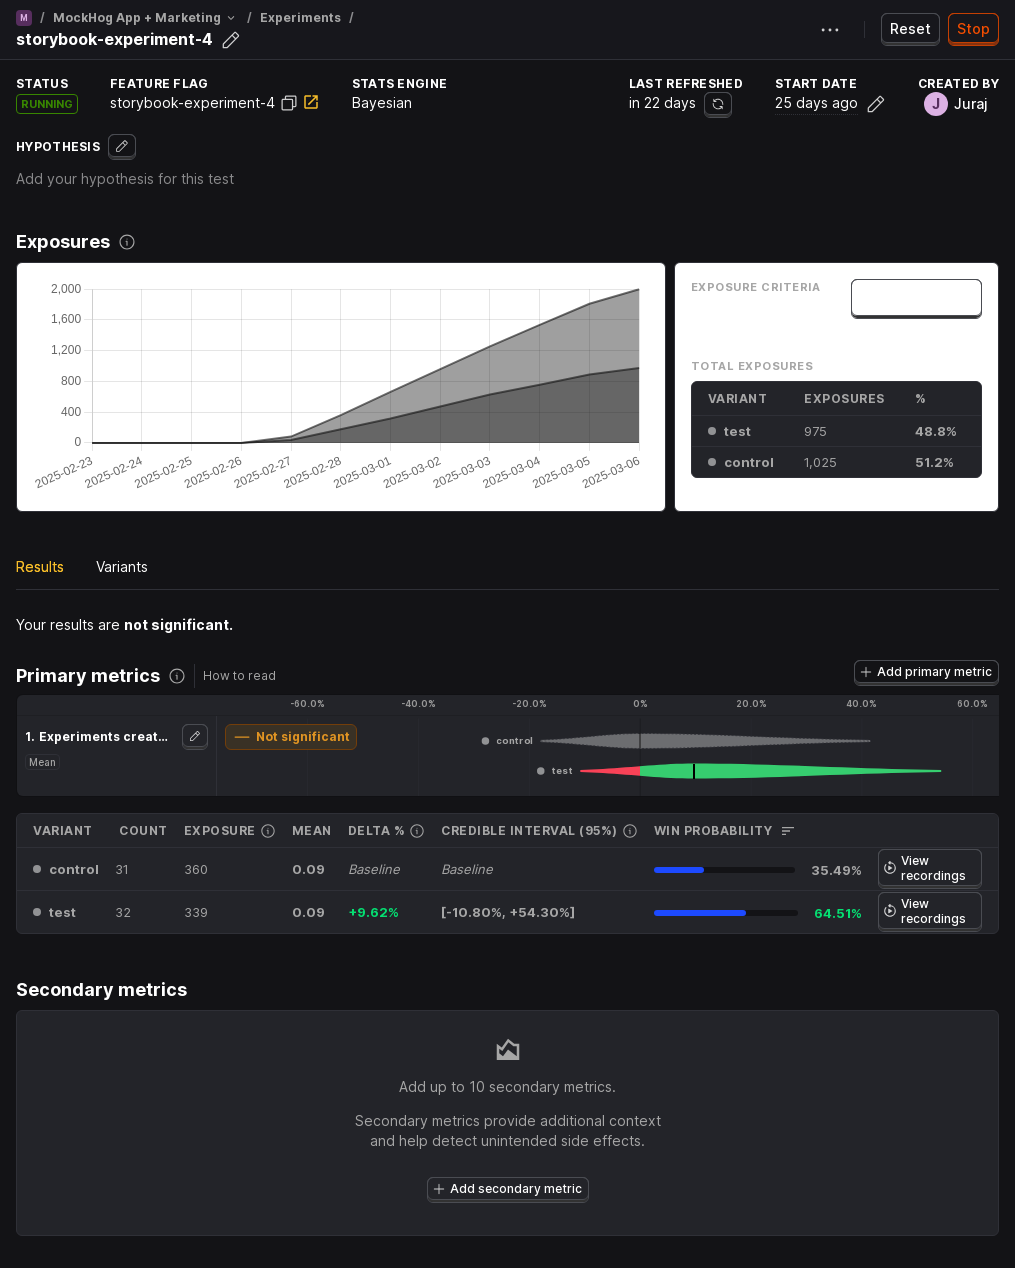 M / MockHog App + Marketing / Experiments /
storybook-experiment-4
Reset
Stop
STATUS
RUNNING
FEATURE FLAG
storybook-experiment-4
STATS ENGINE
Bayesian
LAST REFRESHED
in 22 days
START DATE
25 days ago
CREATED BY
J Juraj
HYPOTHESIS
Add your hypothesis for this test
Exposures
2,000
1,600
1,200
800
400
0
2025-02-23
2025-02-24
2025-02-25
2025-02-26
2025-02-27
2025-02-28
2025-03-01
2025-03-02
2025-03-03
2025-03-04
2025-03-05
2025-03-06
EXPOSURE CRITERIA
TOTAL EXPOSURES
VARIANT EXPOSURES %
test 975 48.8%
control 1,025 51.2%
Results Variants
Your results are not significant.
Primary metrics How to read
Add primary metric
-60.0% -40.0% -20.0% 0% 20.0% 40.0% 60.0%
1. Experiments creat...
Mean
Not significant
control
test
VARIANT COUNT EXPOSURE MEAN DELTA % CREDIBLE INTERVAL (95%) WIN PROBABILITY
control 31 360 0.09 Baseline Baseline 35.49% View recordings
test 32 339 0.09 +9.62% [-10.80%, +54.30%] 64.51% View recordings
Secondary metrics
Add up to 10 secondary metrics.
Secondary metrics provide additional context
and help detect unintended side effects.
Add secondary metric